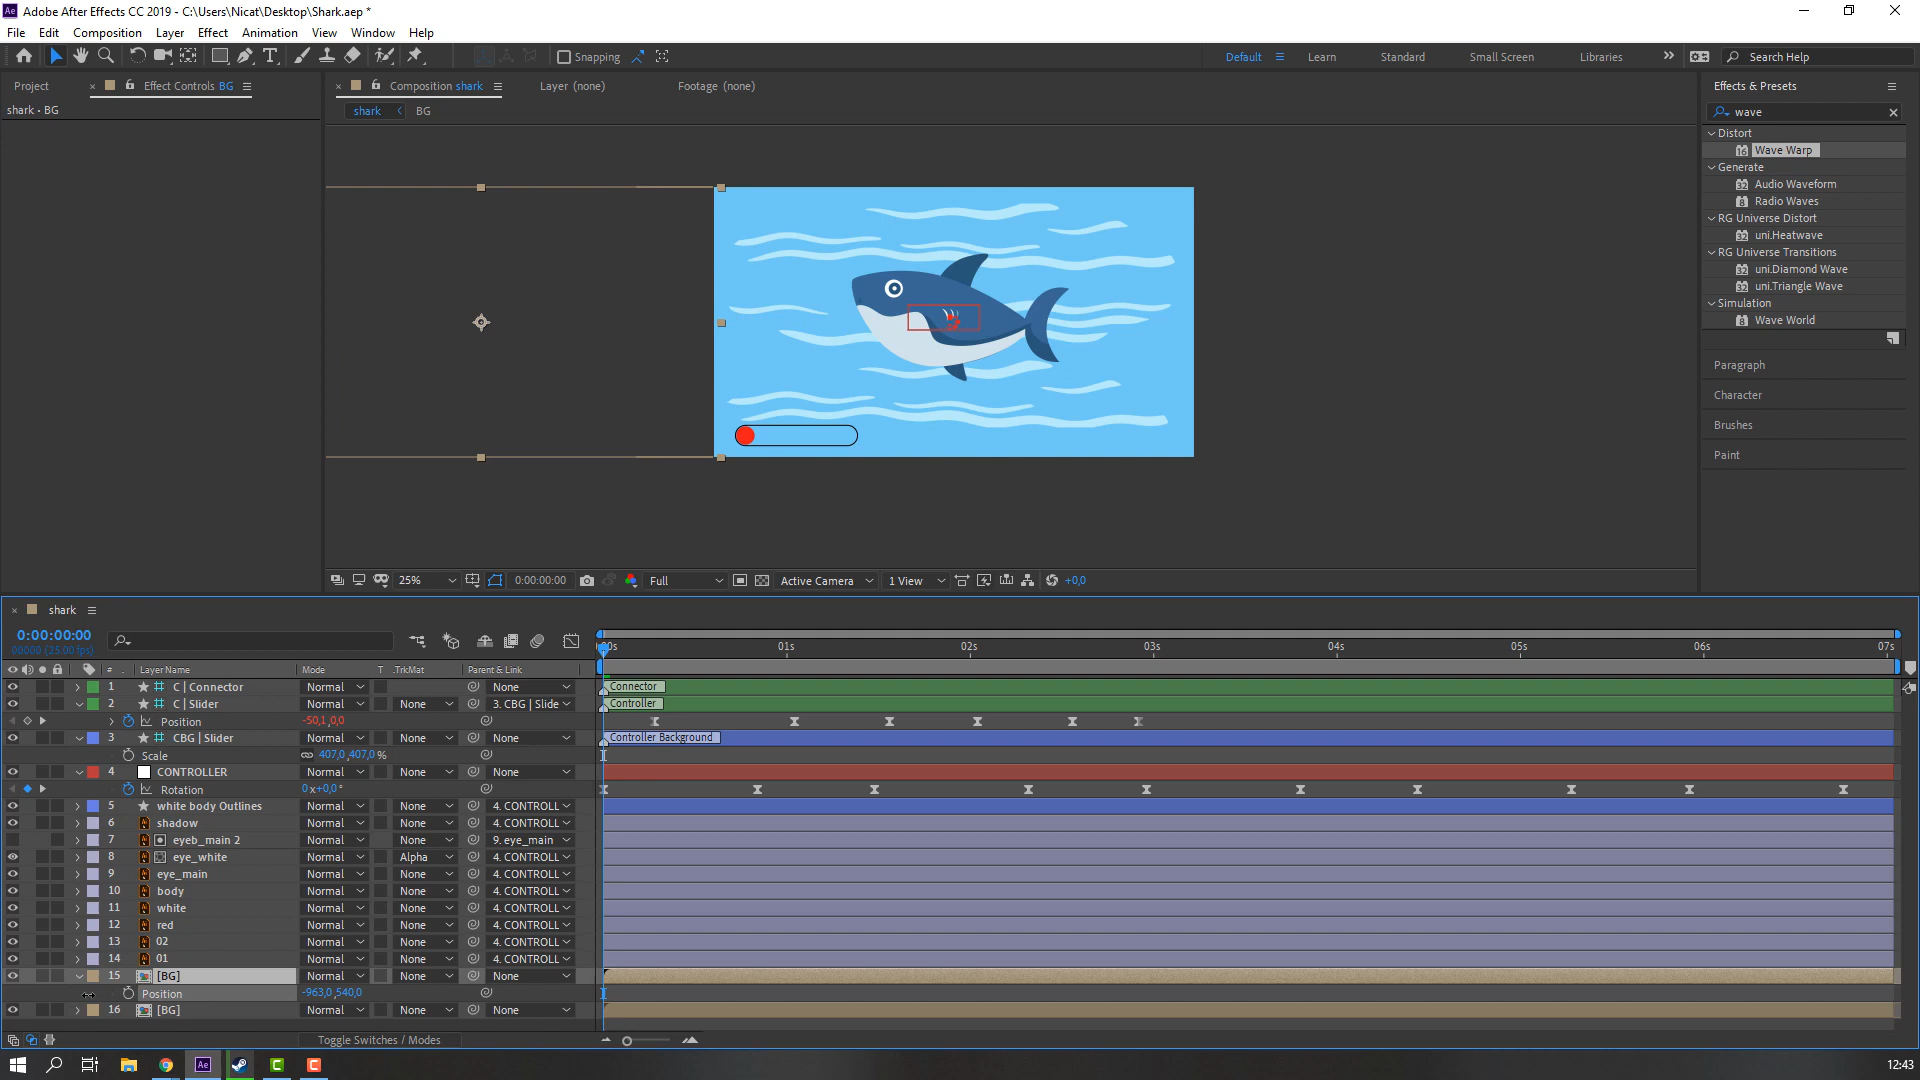 Adobe After Effects CC 2019 - C:\Users\Nicat\Desktop\Shark.aep *
File Edit Composition Layer Effect Animation View Window Help
Snapping Default Learn Standard Small Screen Libraries Search Help
Project Effect Controls BG Composition shark Layer (none) Footage (none) Effects & Presets
shark • BG shark BG wave
Distort
16 Wave Warp
Generate
32 Audio Waveform
8 Radio Waves
RG Universe Distort
32 uni.Heatwave
RG Universe Transitions
32 uni.Diamond Wave
32 uni.Triangle Wave
Simulation
8 Wave World
Paragraph
Character
Brushes
Paint
25% 0:00:00:00 Full Active Camera 1 View +0,0
shark
0:00:00:00
00000 (25.00 fps)
:00s 01s 02s 03s 04s 05s 06s 07s
# Layer Name Mode T .TrkMat Parent & Link
1 C | Connector Normal None Connector
2 C | Slider Normal None 3. CBG | Slide Controller
Position -50,1,0,0
3 CBG | Slider Normal None None Controller Background
Scale 407,0,407,0 %
4 CONTROLLER Normal None None
Rotation 0x+0,0°
5 white body Outlines Normal None 4. CONTROLL
6 shadow Normal None 4. CONTROLL
7 eyeb_main 2 Normal None 9. eye_main
8 eye_white Normal Alpha 4. CONTROLL
9 eye_main Normal None 4. CONTROLL
10 body Normal None 4. CONTROLL
11 white Normal None 4. CONTROLL
12 red Normal None 4. CONTROLL
13 02 Normal None 4. CONTROLL
14 01 Normal None 4. CONTROLL
15 [BG] Normal None None
Position -963,0,540,0
16 [BG] Normal None None
Toggle Switches / Modes
Ae 12:43